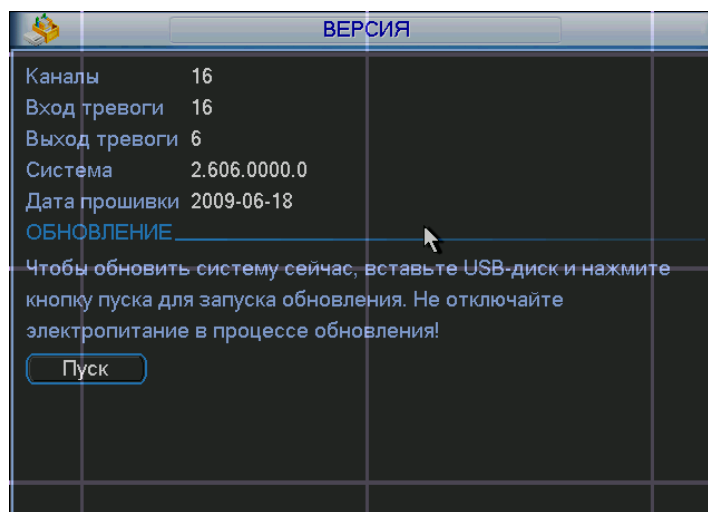 ВЕРСИЯ
Каналы 16
Вход тревоги 16
Выход тревоги 6
Система 2.606.0000.0
Дата прошивки 2009-06-18
ОБНОВЛЕНИЕ
Чтобы обновить систему сейчас, вставьте USB-диск и нажмите
кнопку пуска для запуска обновления. Не отключайте
электропитание в процессе обновления!
Пуск